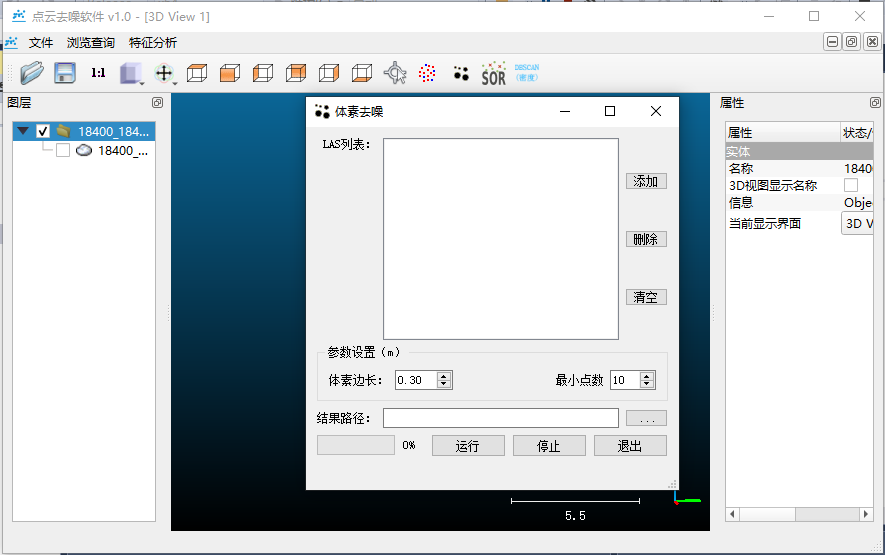 点云去噪软件 v1.0 - [3D View 1]
文件 浏览查询 特征分析
1:1 SOR DBSCAN
(密度)
图层
18400_184...
18400_...
体素去噪
LAS列表：
添加
删除
清空
参数设置（m）
体素边长： 0.30 最小点数 10
结果路径： ...
0% 运行 停止 退出
5.5
属性
属性 状态/
实体
名称 1840
3D视图显示名称
信息 Obje
当前显示界面 3D V